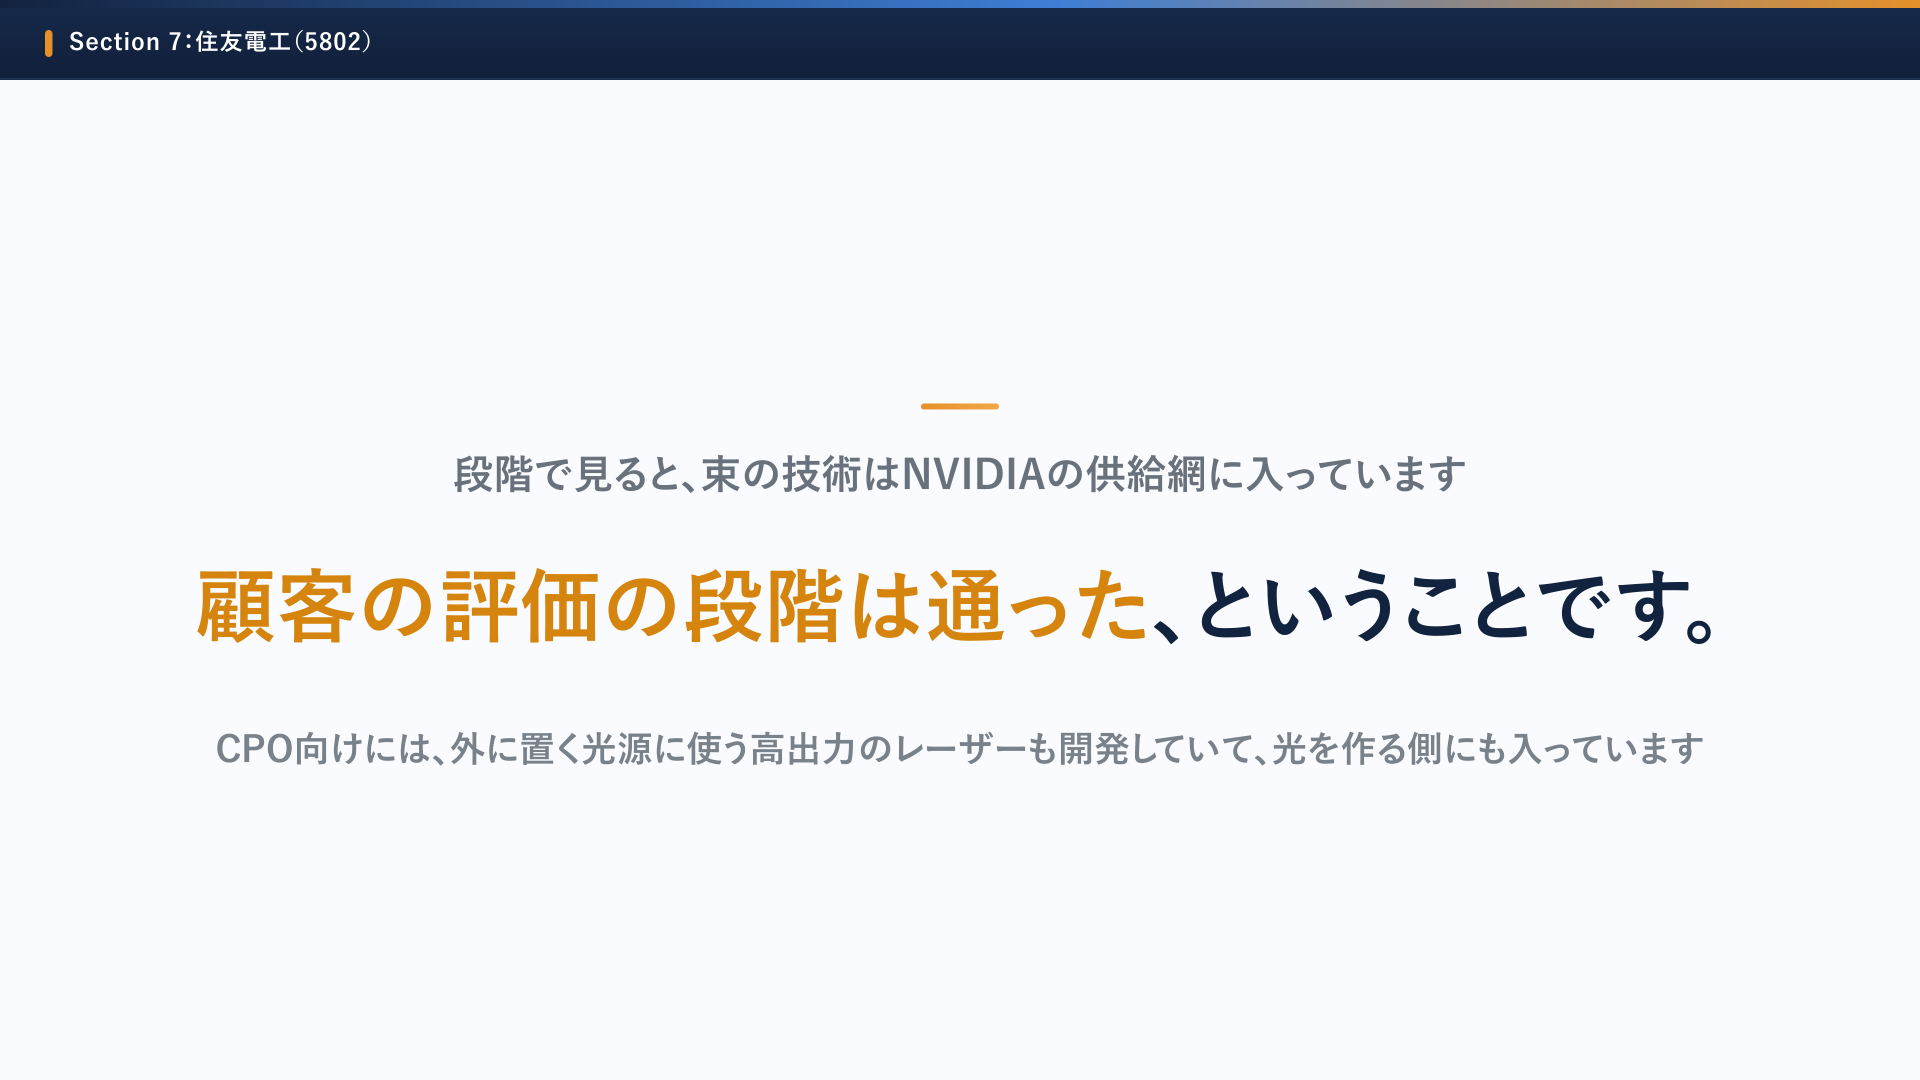 Section 7：住友電工（5802）
段階で見ると、束の技術はNVIDIAの供給網に入っています
顧客の評価の段階は通った、ということです。
CPO向けには、外に置く光源に使う高出力のレーザーも開発していて、光を作る側にも入っています